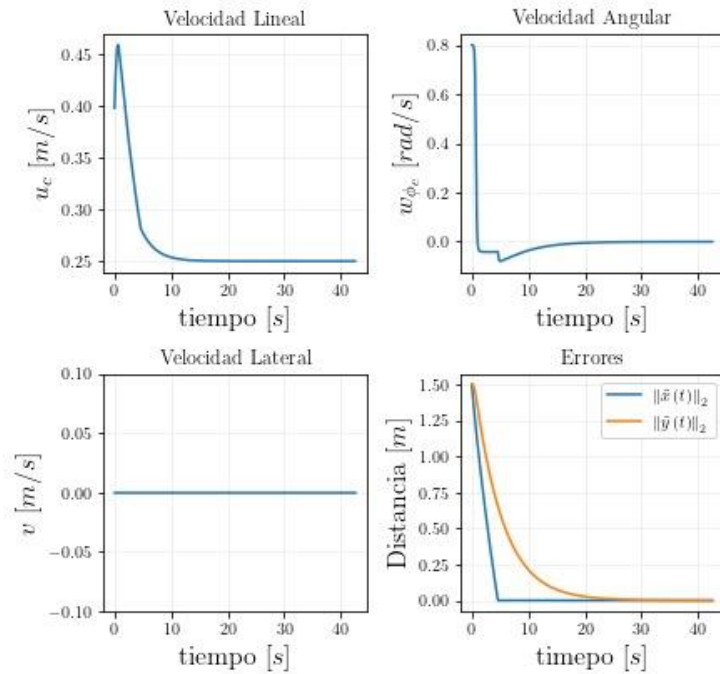 Velocidad Lineal
0.45
0.40
0.35
0.30
0.25
u_c [m/s]
0 10 20 30 40
tiempo [s]
Velocidad Angular
0.8
0.6
0.4
0.2
0.0
w_{ϕ_c} [rad/s]
0 10 20 30 40
tiempo [s]
Velocidad Lateral
0.10
0.05
0.00
−0.05
−0.10
v [m/s]
0 10 20 30 40
tiempo [s]
Errores
1.50
1.25
1.00
0.75
0.50
0.25
0.00
Distancia [m]
‖x̃(t)‖₂
‖ỹ(t)‖₂
0 10 20 30 40
timepo [s]